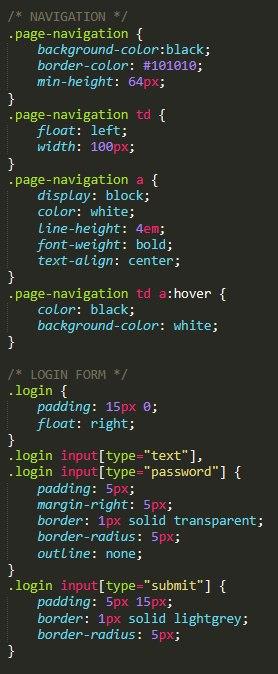 /* NAVIGATION */
.page-navigation {
    background-color:black;
    border-color: #101010;
    min-height: 64px;
}
.page-navigation td {
    float: left;
    width: 100px;
}
.page-navigation a {
    display: block;
    color: white;
    line-height: 4em;
    font-weight: bold;
    text-align: center;
}
.page-navigation td a:hover {
    color: black;
    background-color: white;
}

/* LOGIN FORM */
.login {
    padding: 15px 0;
    float: right;
}
.login input[type="text"],
.login input[type="password"] {
    padding: 5px;
    margin-right: 5px;
    border: 1px solid transparent;
    border-radius: 5px;
    outline: none;
}
.login input[type="submit"] {
    padding: 5px 15px;
    border: 1px solid lightgrey;
    border-radius: 5px;
}